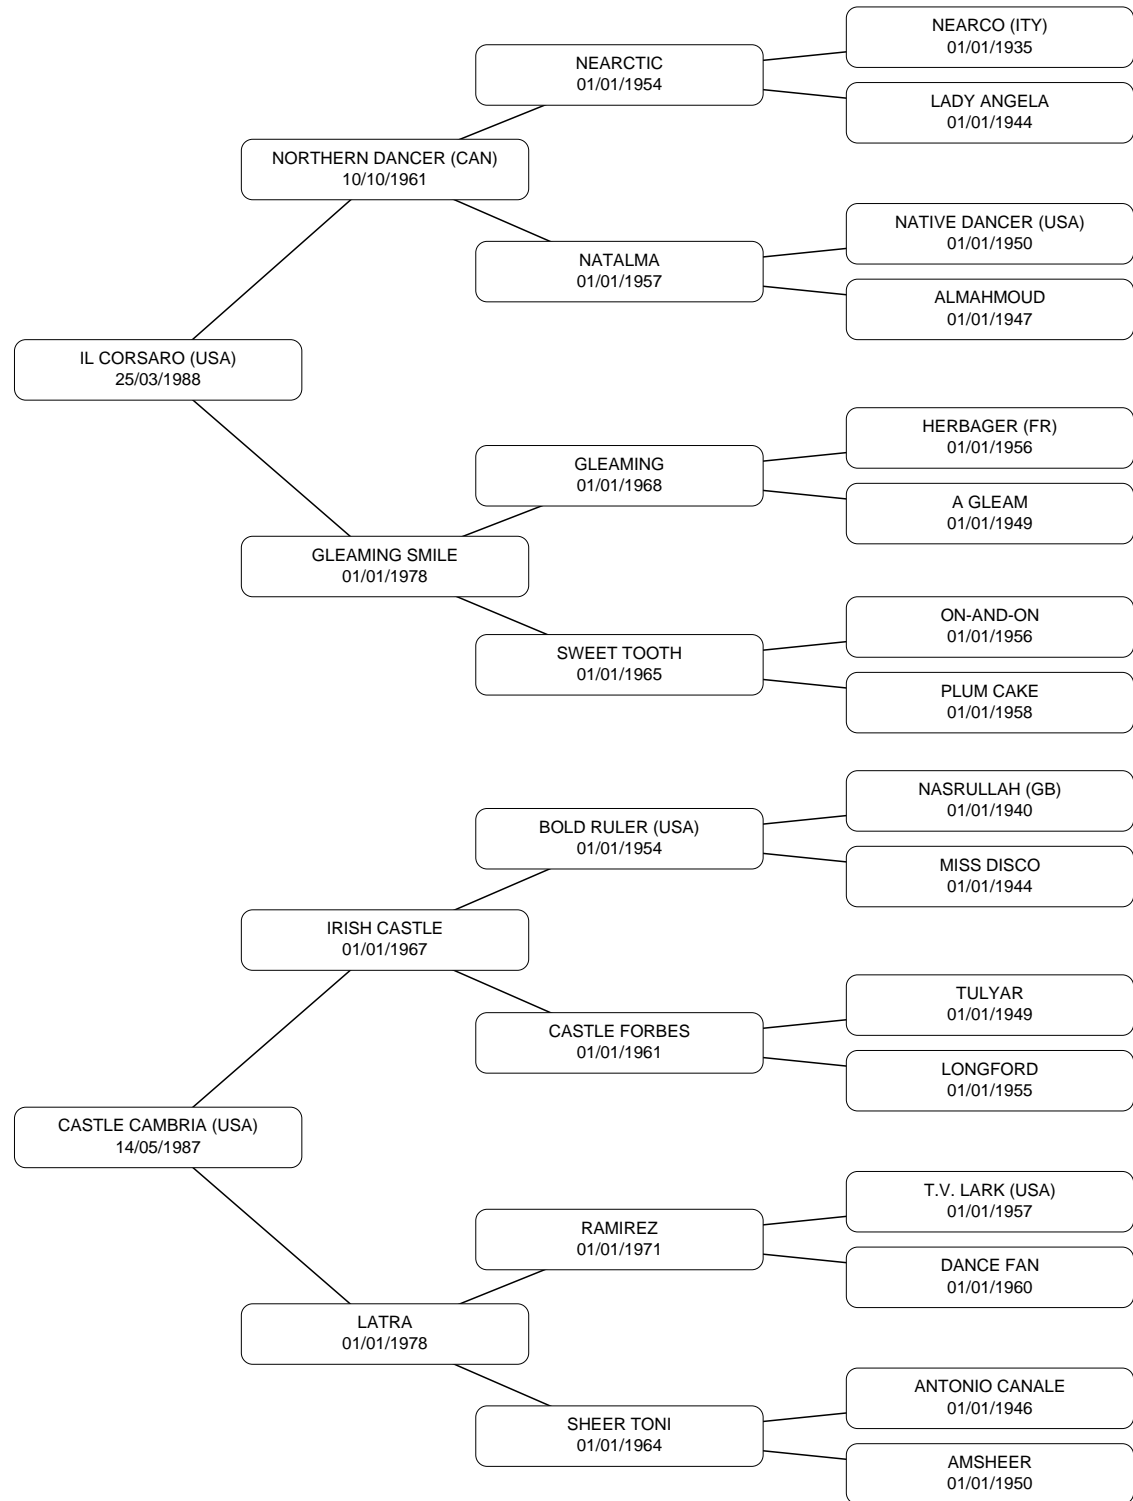 NEARCO (ITY)
01/01/1935
NEARCTIC
01/01/1954
LADY ANGELA
01/01/1944
NORTHERN DANCER (CAN)
10/10/1961
NATIVE DANCER (USA)
01/01/1950
NATALMA
01/01/1957
ALMAHMOUD
01/01/1947
IL CORSARO (USA)
25/03/1988
HERBAGER (FR)
01/01/1956
GLEAMING
01/01/1968
A GLEAM
01/01/1949
GLEAMING SMILE
01/01/1978
ON-AND-ON
01/01/1956
SWEET TOOTH
01/01/1965
PLUM CAKE
01/01/1958
NASRULLAH (GB)
01/01/1940
BOLD RULER (USA)
01/01/1954
MISS DISCO
01/01/1944
IRISH CASTLE
01/01/1967
TULYAR
01/01/1949
CASTLE FORBES
01/01/1961
LONGFORD
01/01/1955
CASTLE CAMBRIA (USA)
14/05/1987
T.V. LARK (USA)
01/01/1957
RAMIREZ
01/01/1971
DANCE FAN
01/01/1960
LATRA
01/01/1978
ANTONIO CANALE
01/01/1946
SHEER TONI
01/01/1964
AMSHEER
01/01/1950